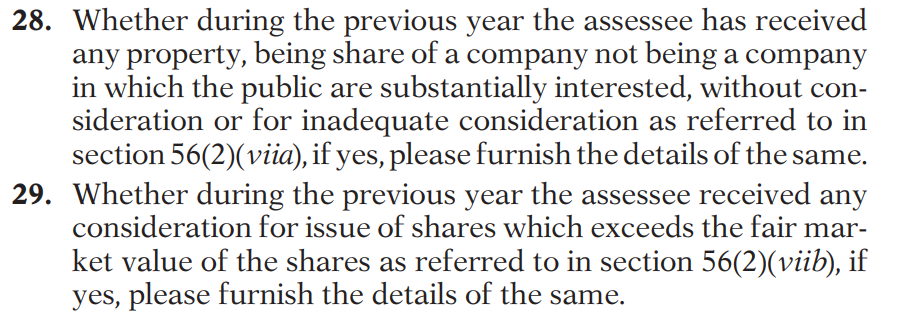 28. Whether during the previous year the assessee has received
any property, being share of a company not being a company
in which the public are substantially interested, without con-
sideration or for inadequate consideration as referred to in
section 56(2)(viia), if yes, please furnish the details of the same.
29. Whether during the previous year the assessee received any
consideration for issue of shares which exceeds the fair mar-
ket value of the shares as referred to in section 56(2)(viib), if
yes, please furnish the details of the same.